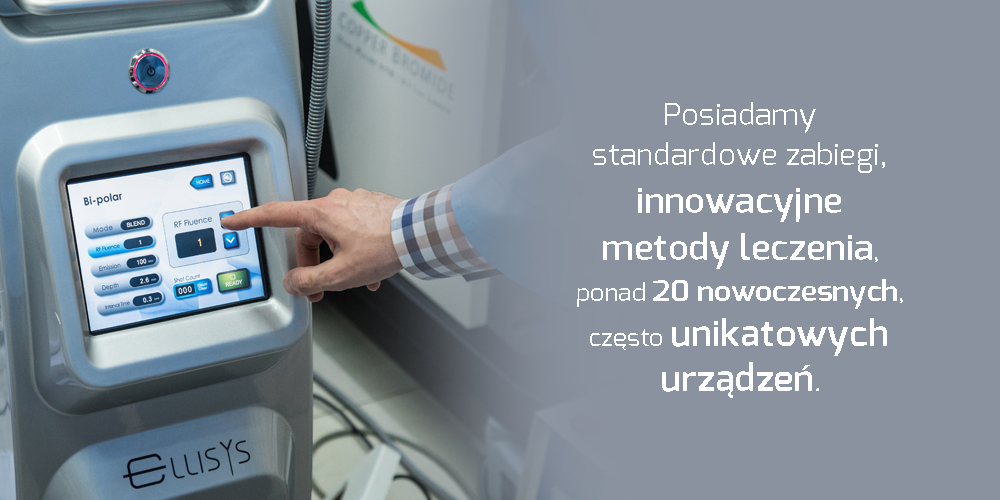 COPPER BROMIDE
Bi-polar
HOME
Mode BLEND
RF Fluence 1
Emission 100
Depth 2.6
Interval Time 0.3
RF Fluence
1
Shot Count
000
READY
ELLISYS
Posiadamy
standardowe zabiegi,
innowacyjne
metody leczenia,
ponad 20 nowoczesnych,
często unikatowych
urządzeń.